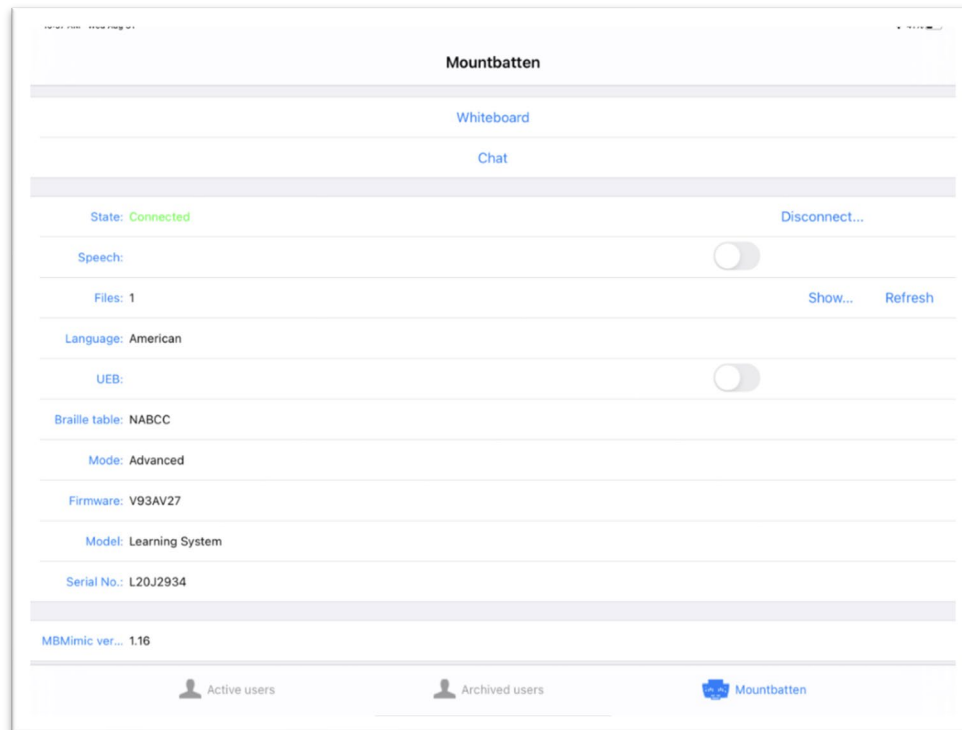 Mountbatten
Whiteboard
Chat
State: Connected Disconnect...
Speech:
Files: 1 Show... Refresh
Language: American
UEB:
Braille table: NABCC
Mode: Advanced
Firmware: V93AV27
Model: Learning System
Serial No.: L20J2934
MBMimic ver... 1.16
Active users Archived users Mountbatten